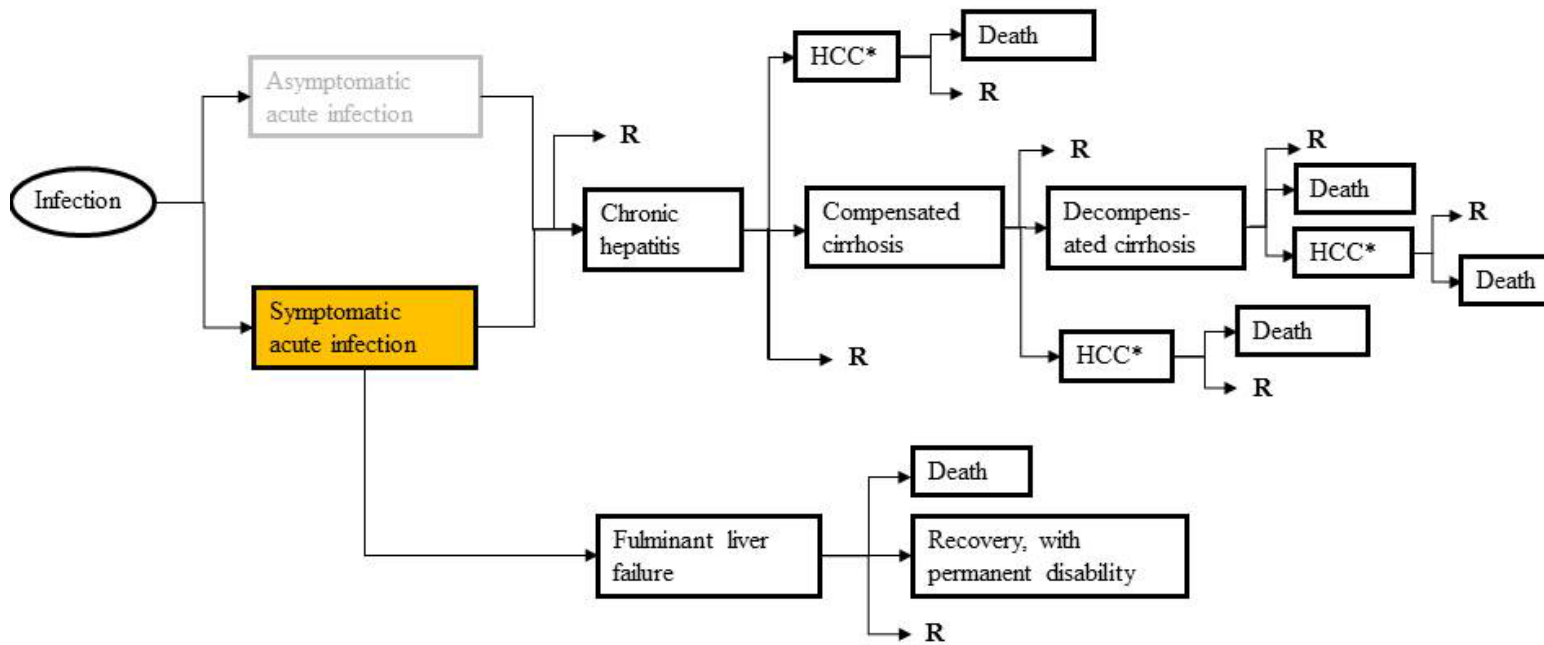 Death
HCC*
R
Asymptomatic
acute infection
R
R
R
Infection
Chronic
hepatitis
Compensated
cirrhosis
Decompens-
ated cirrhosis
Death
HCC*
R
Death
Symptomatic
acute infection
R
HCC*
Death
R
Death
Fulminant liver
failure
Recovery, with
permanent disability
R